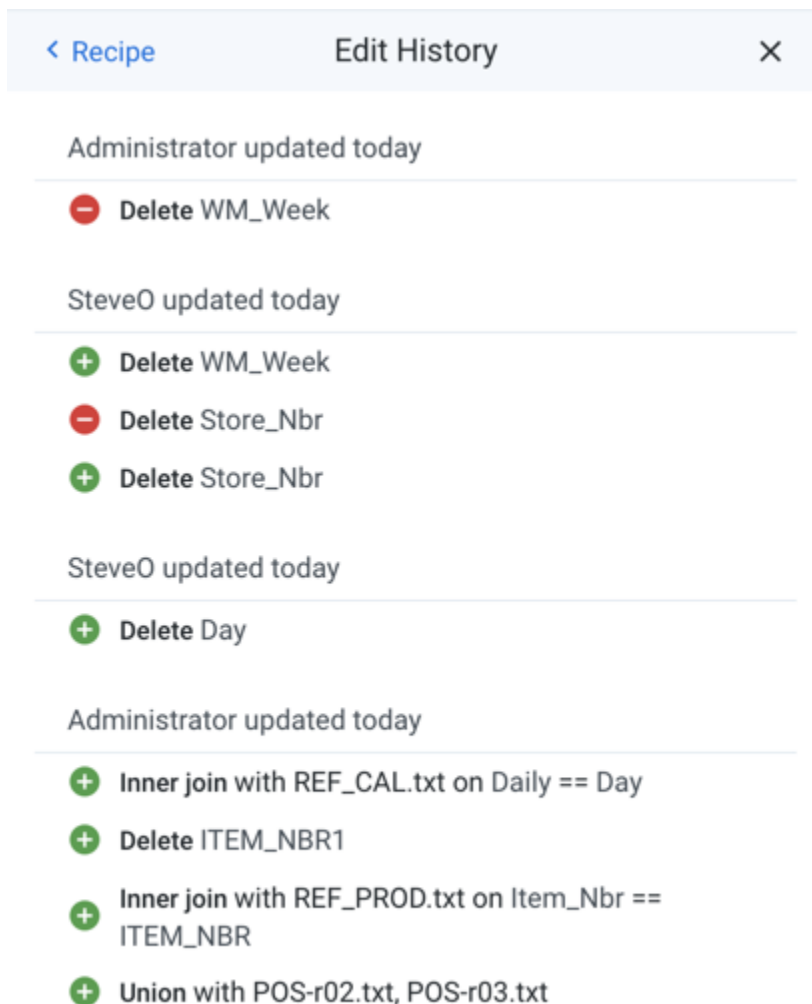 Recipe
Edit History
Administrator updated today
Delete WM_Week
SteveO updated today
Delete WM_Week
Delete Store_Nbr
Delete Store_Nbr
SteveO updated today
Delete Day
Administrator updated today
Inner join with REF_CAL.txt on Daily == Day
Delete ITEM_NBR1
Inner join with REF_PROD.txt on Item_Nbr ==
ITEM_NBR
Union with POS-r02.txt, POS-r03.txt